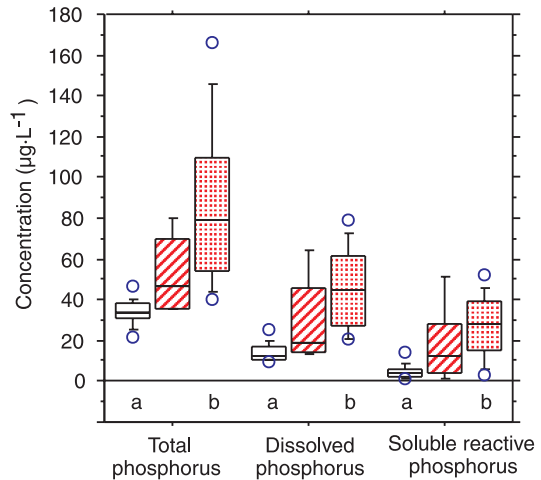 180
160
140
120
100
80
60
40
20
0
Concentration (µg·L⁻¹)
a b a b a b
Total phosphorus
Dissolved phosphorus
Soluble reactive phosphorus